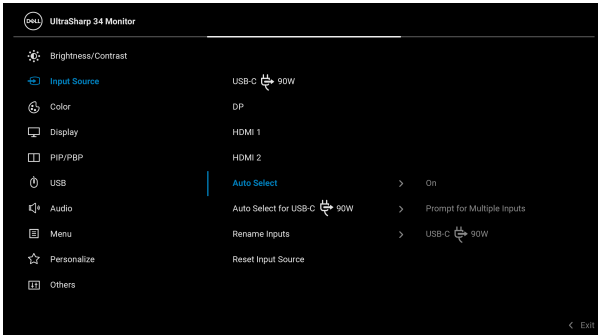 DELL UltraSharp 34 Monitor
Brightness/Contrast
Input Source USB-C 90W
Color DP
Display HDMI 1
PIP/PBP HDMI 2
USB Auto Select On
Audio Auto Select for USB-C 90W Prompt for Multiple Inputs
Menu Rename Inputs USB-C 90W
Personalize Reset Input Source
Others
Exit